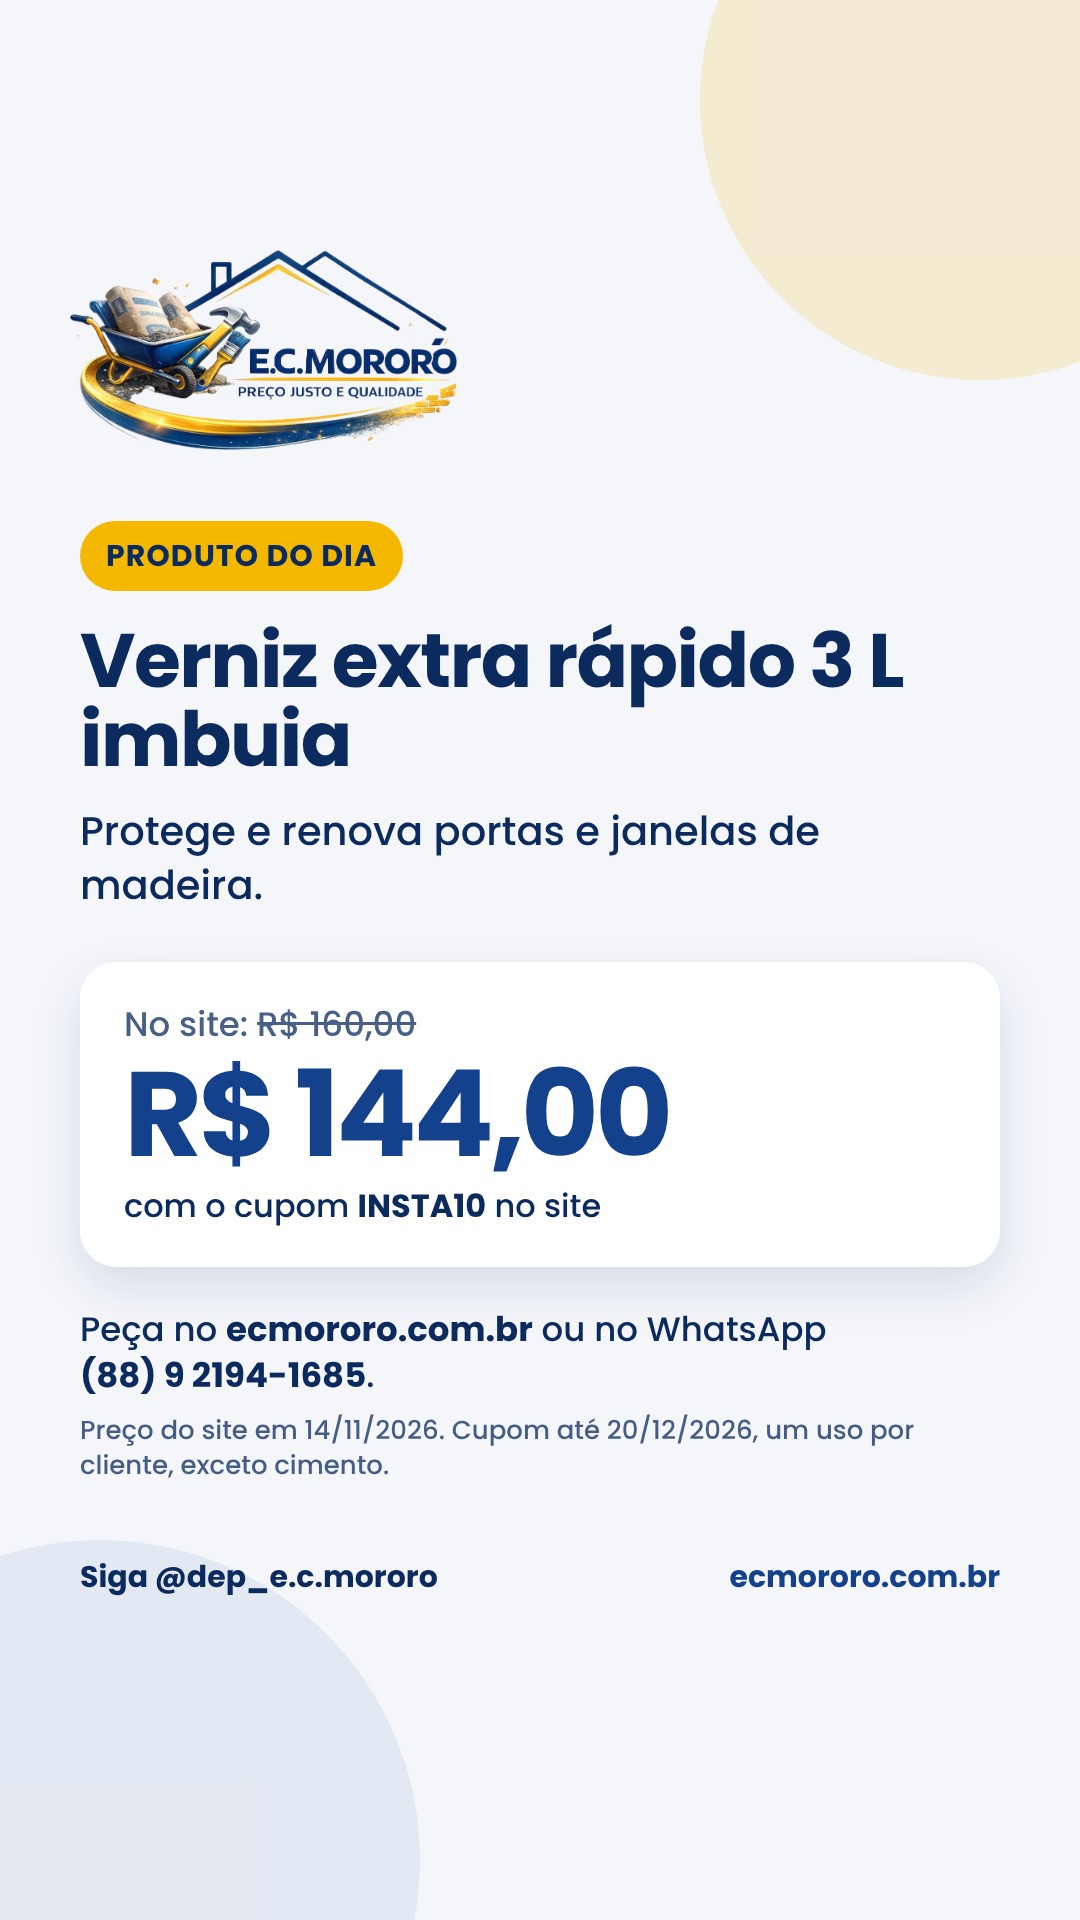 E.C.MORORÓ
PREÇO JUSTO E QUALIDADE
PRODUTO DO DIA
Verniz extra rápido 3 L
imbuia
Protege e renova portas e janelas de
madeira.
No site: R$ 160,00
R$ 144,00
com o cupom INSTA10 no site
Peça no ecmororo.com.br ou no WhatsApp
(88) 9 2194-1685.
Preço do site em 14/11/2026. Cupom até 20/12/2026, um uso por
cliente, exceto cimento.
Siga @dep_e.c.mororo
ecmororo.com.br